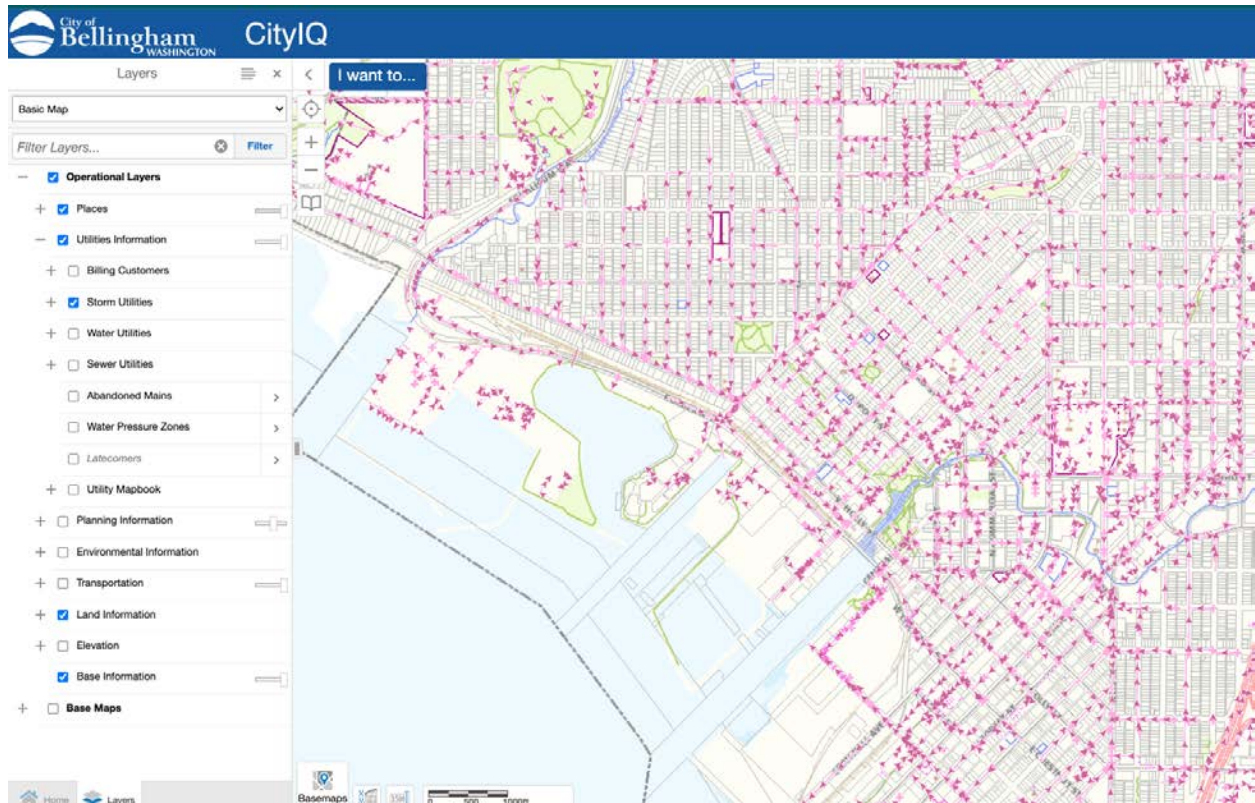 City of
Bellingham
WASHINGTON
CityIQ
Layers
I want to...
Basic Map
Filter Layers...
Filter
Operational Layers
Places
Utilities Information
Billing Customers
Storm Utilities
Water Utilities
Sewer Utilities
Abandoned Mains
Water Pressure Zones
Latecomers
Utility Mapbook
Planning Information
Environmental Information
Transportation
Land Information
Elevation
Base Information
Base Maps
Home
Layers
Basemaps
0 500 1000ft